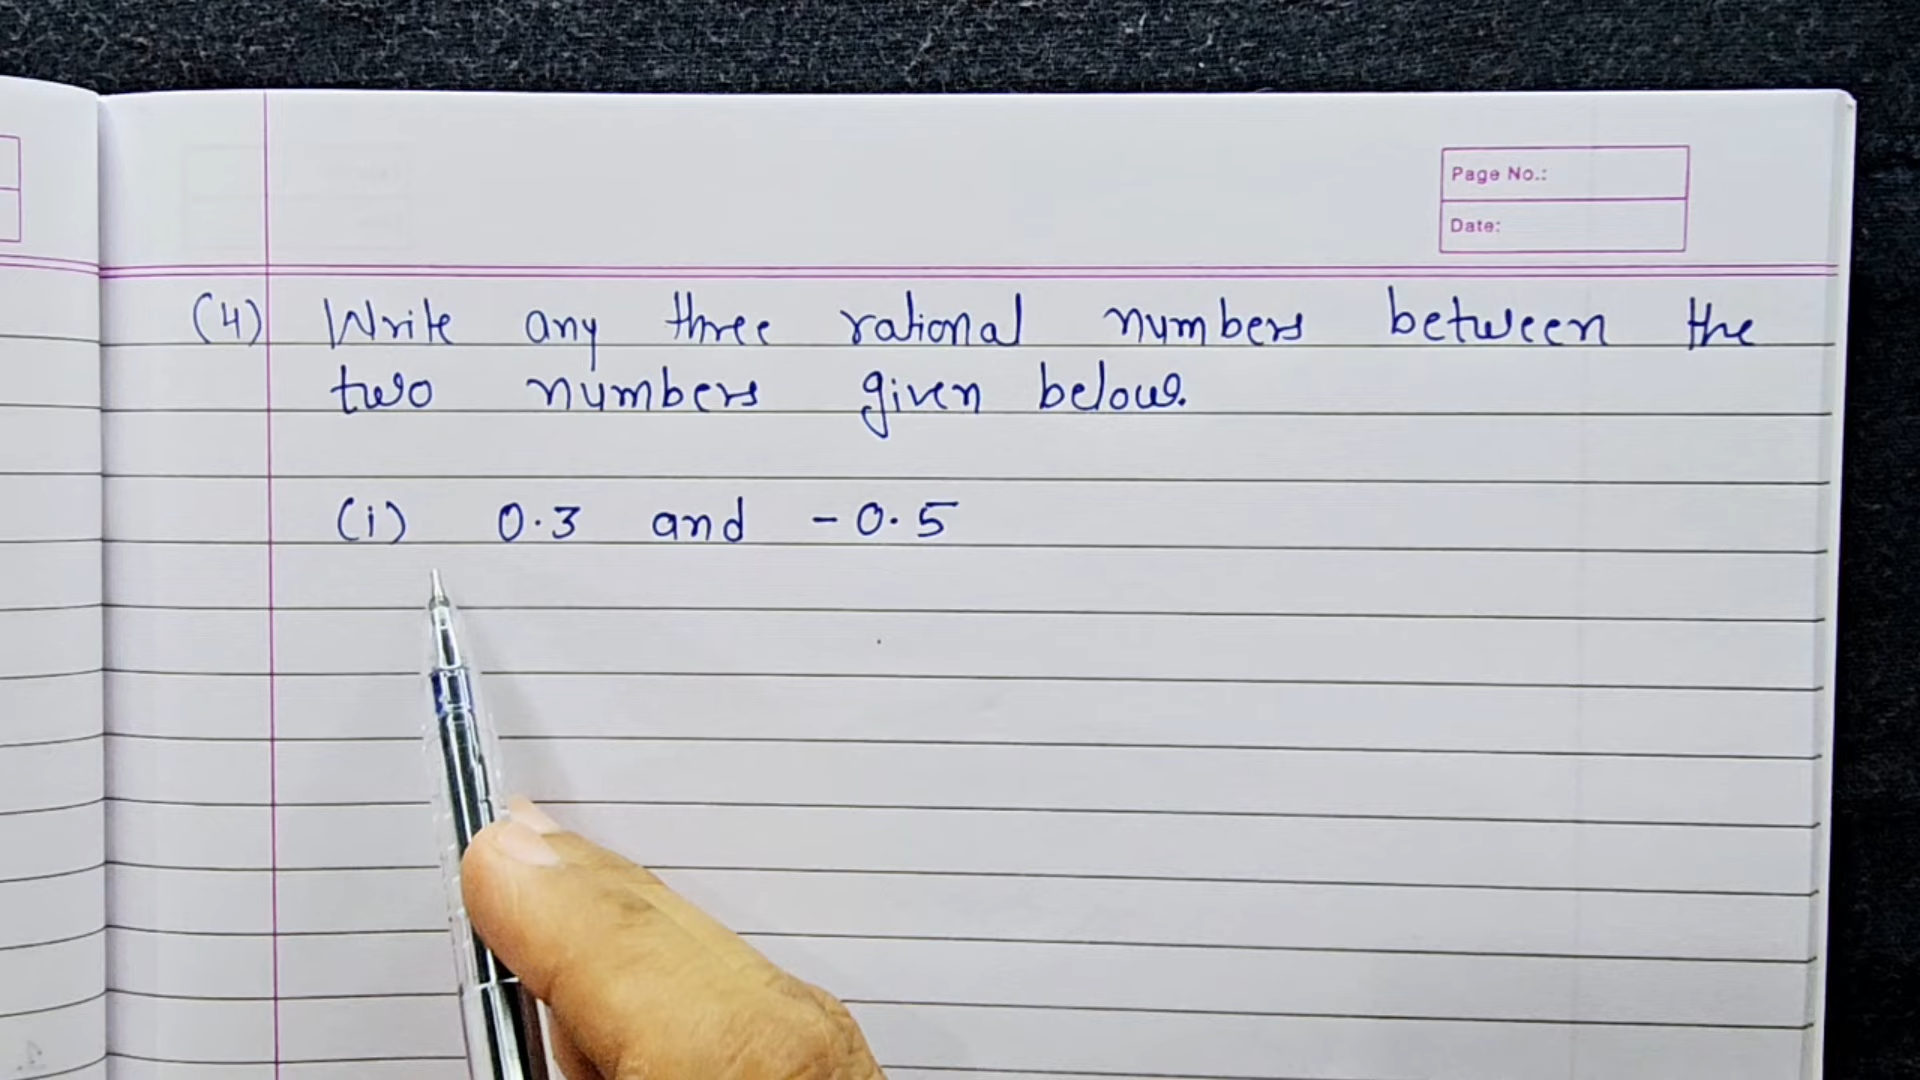 Page No.:
Date:
(4) Write any three rational numbers between the
two numbers given below.
(i) 0.3 and -0.5